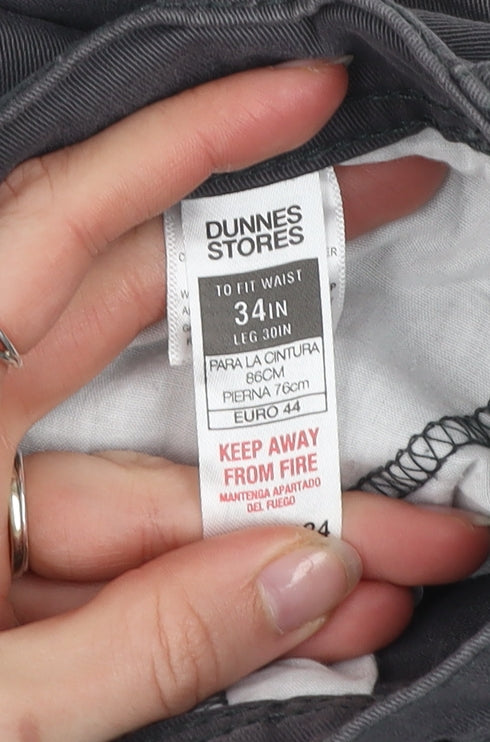 DUNNES
STORES
TO FIT WAIST
34IN
LEG 30IN
PARA LA CINTURA
86CM
PIERNA 76cm
EURO 44
KEEP AWAY
FROM FIRE
MANTENGA APARTADO
DEL FUEGO